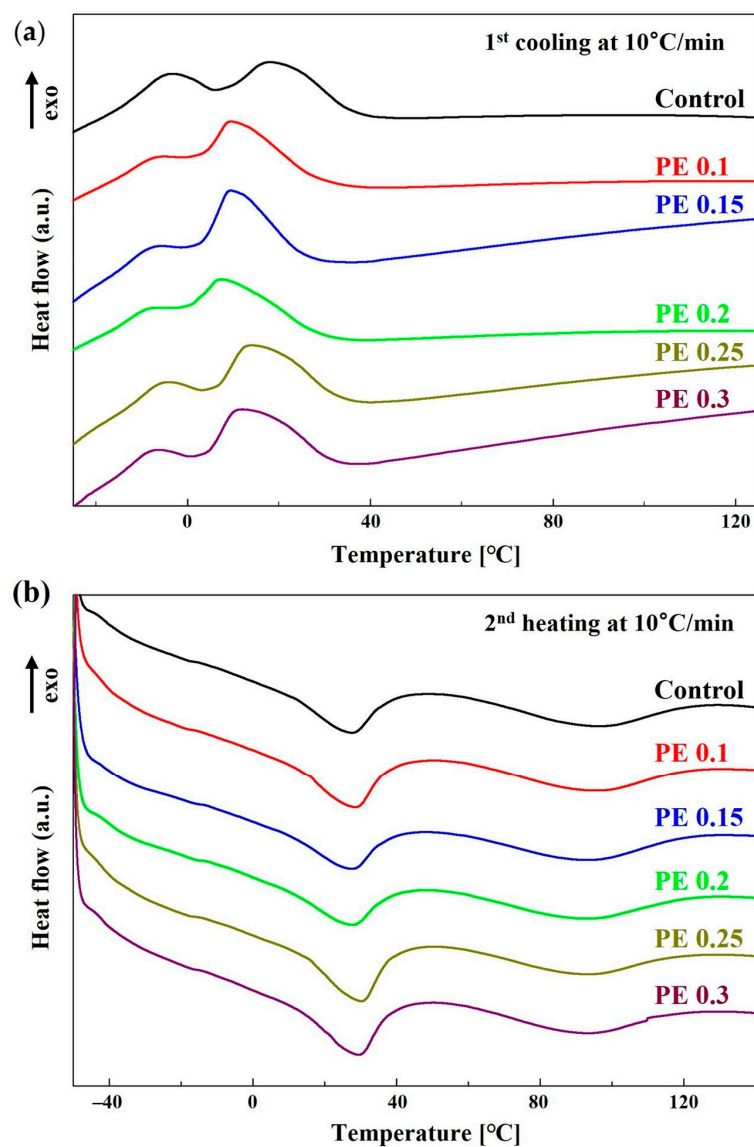 (a)
1st cooling at 10°C/min
exo
Heat flow (a.u.)
Control
PE 0.1
PE 0.15
PE 0.2
PE 0.25
PE 0.3
0 40 80 120
Temperature [°C]
(b)
2nd heating at 10°C/min
exo
Heat flow (a.u.)
Control
PE 0.1
PE 0.15
PE 0.2
PE 0.25
PE 0.3
−40 0 40 80 120
Temperature [°C]